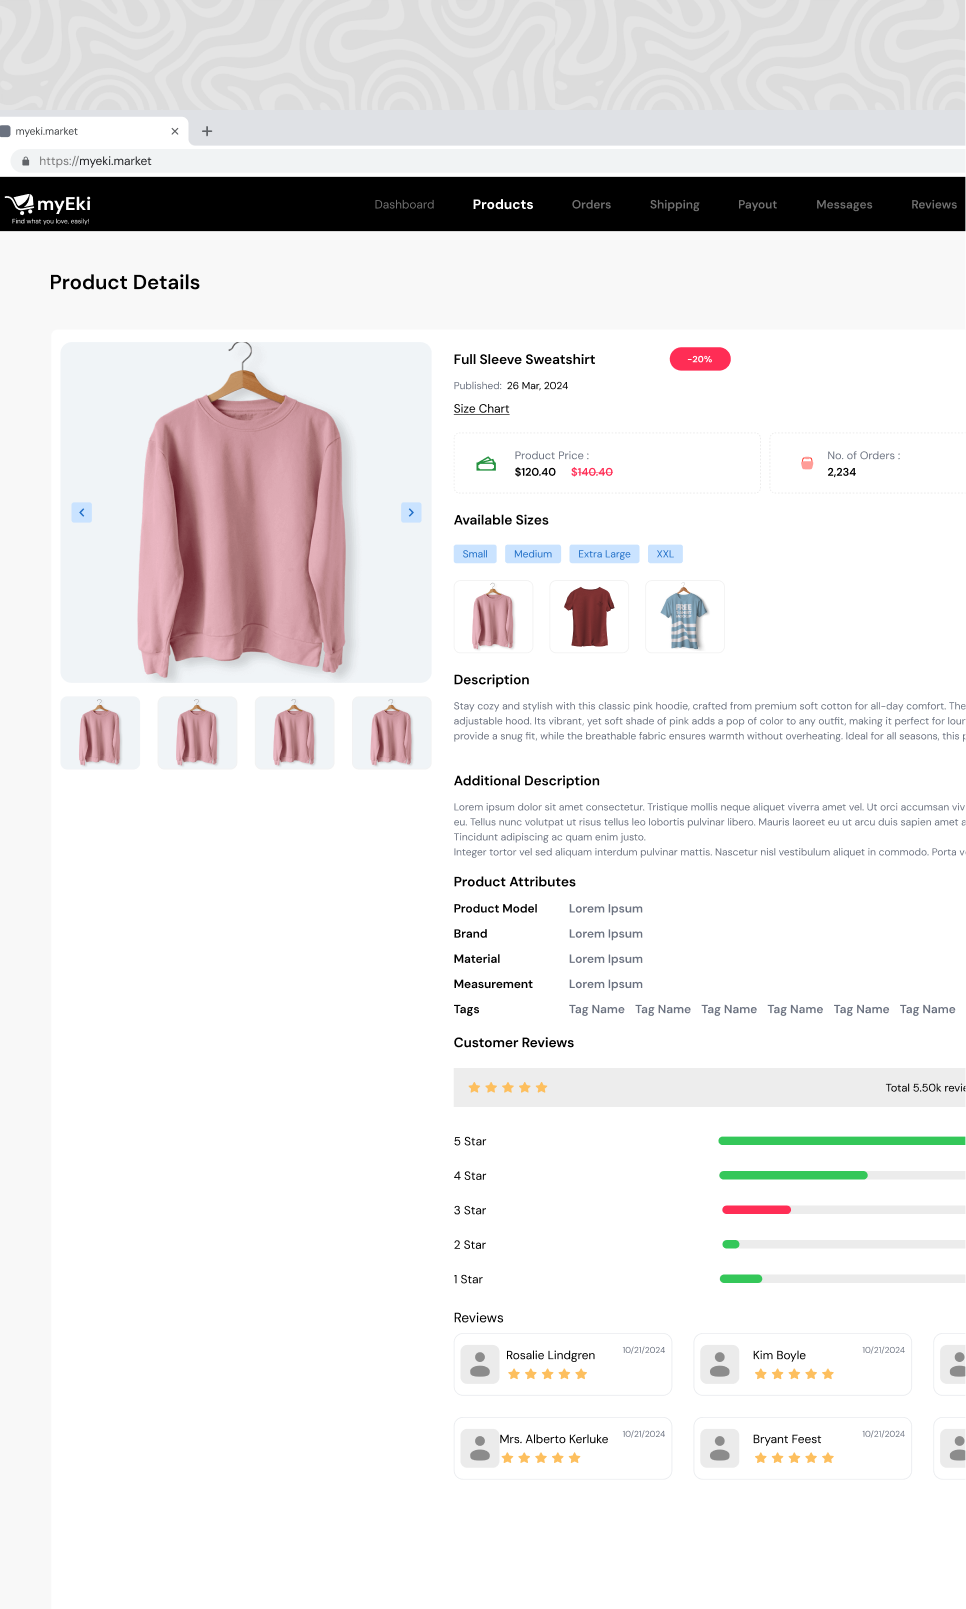 myeki.market
https://myeki.market
myEki
Find what you love, easily!
Dashboard Products Orders Shipping Payout Messages Reviews
Product Details
Full Sleeve Sweatshirt -20%
Published: 26 Mar, 2024
Size Chart
Product Price : No. of Orders :
$120.40 $140.40 2,234
Available Sizes
Small Medium Extra Large XXL
Description
Stay cozy and stylish with this classic pink hoodie, crafted from premium soft cotton for all-day comfort. The
adjustable hood. Its vibrant, yet soft shade of pink adds a pop of color to any outfit, making it perfect for
provide a snug fit, while the breathable fabric ensures warmth without overheating. Ideal for all seasons, this
Additional Description
Lorem ipsum dolor sit amet consectetur. Tristique mollis neque aliquet viverra amet vel. Ut orci accumsan
eu. Tellus nunc volutpat ut risus tellus leo lobortis pulvinar libero. Mauris laoreet eu ut arcu duis sapien amet
Tincidunt adipiscing ac quam enim justo.
Integer tortor vel sed aliquam interdum pulvinar mattis. Nascetur nisl vestibulum aliquet in commodo. Porta
Product Attributes
Product Model Lorem Ipsum
Brand Lorem Ipsum
Material Lorem Ipsum
Measurement Lorem Ipsum
Tags Tag Name Tag Name Tag Name Tag Name Tag Name Tag Name
Customer Reviews
Total 5.50k
5 Star
4 Star
3 Star
2 Star
1 Star
Reviews
Rosalie Lindgren 10/21/2024 Kim Boyle 10/21/2024
Mrs. Alberto Kerluke 10/21/2024 Bryant Feest 10/21/2024